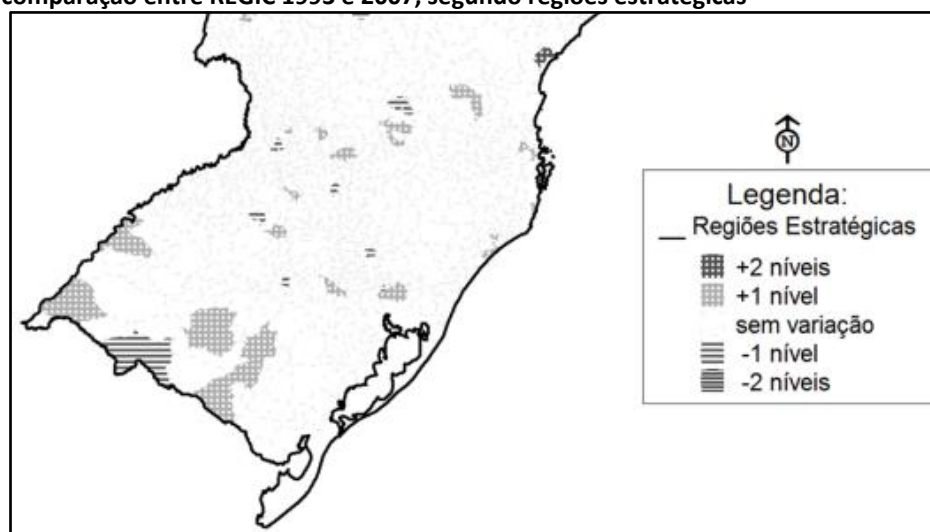 comparação entre REGIC 1993 e 2007, segundo regiões estratégicas
N
Legenda:
Regiões Estratégicas
+2 níveis
+1 nível
sem variação
-1 nível
-2 níveis